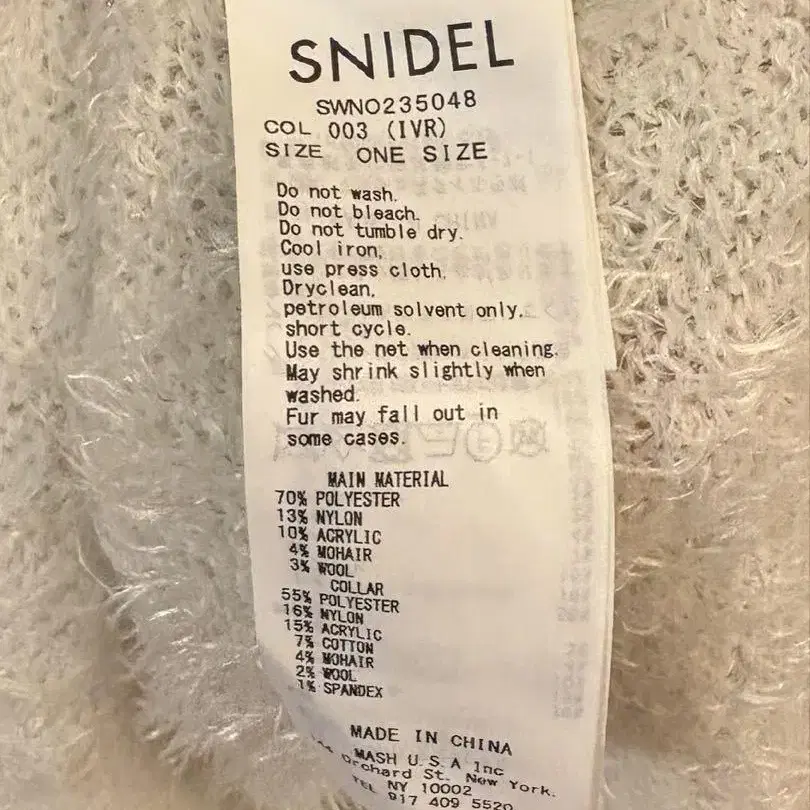 SNIDEL
SWNO235048
COL 003 (IVR)
SIZE ONE SIZE
Do not wash.
Do not bleach.
Do not tumble dry.
Cool iron,
use press cloth.
Dryclean,
petroleum solvent only.
short cycle.
Use the net when cleaning.
May shrink slightly when
washed.
Fur may fall out in
some cases.
MAIN MATERIAL
70% POLYESTER
13% NYLON
10% ACRYLIC
4% MOHAIR
3% WOOL
COLLAR
55% POLYESTER
16% NYLON
15% ACRYLIC
7% COTTON
4% MOHAIR
2% WOOL
1% SPANDEX
MADE IN CHINA
MASH U.S.A Inc
Orchard St. New York.
NY 10002
TEL 917 409 5520